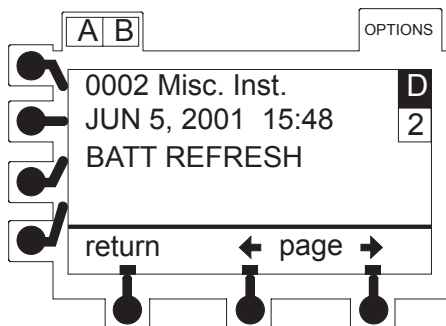 A B
OPTIONS
0002 Misc. Inst.
D
JUN 5, 2001 15:48
2
BATT REFRESH
return
page